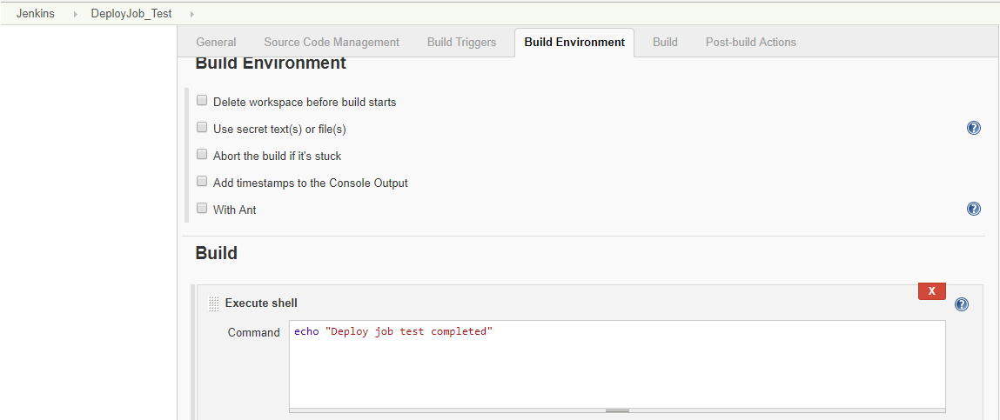 Jenkins DeployJob_Test
General Source Code Management Build Triggers Build Environment Build Post-build Actions
Build Environment
Delete workspace before build starts
Use secret text(s) or file(s)
?
Abort the build if it's stuck
Add timestamps to the Console Output
With Ant
?
Build
X
Execute shell
?
Command
echo "Deploy job test completed"